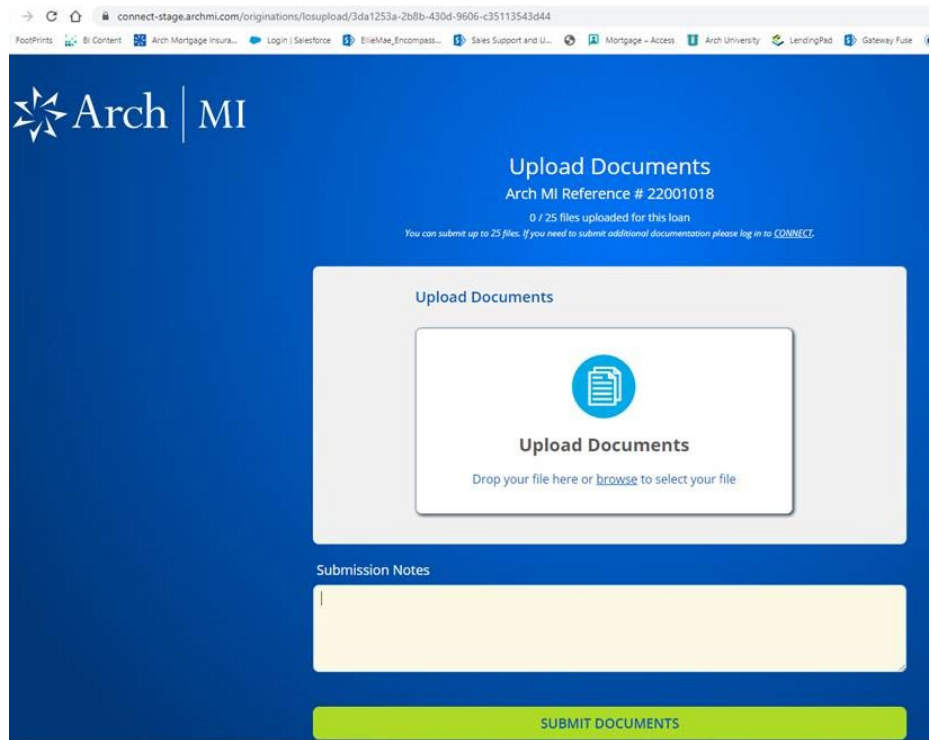 connect-stage.archmi.com/originations/losupload/3da1253a-2b8b-430d-9606-c35113543d44
FootPrints BI Content Arch Mortgage Insura... Login | Salesforce EllieMae_Encompass... Sales Support and U... Mortgage – Access Arch University LendingPad Gateway Fuse
Arch | MI
Upload Documents
Arch MI Reference # 22001018
0 / 25 files uploaded for this loan
You can submit up to 25 files. If you need to submit additional documentation please log in to CONNECT.
Upload Documents
Upload Documents
Drop your file here or browse to select your file
Submission Notes
SUBMIT DOCUMENTS